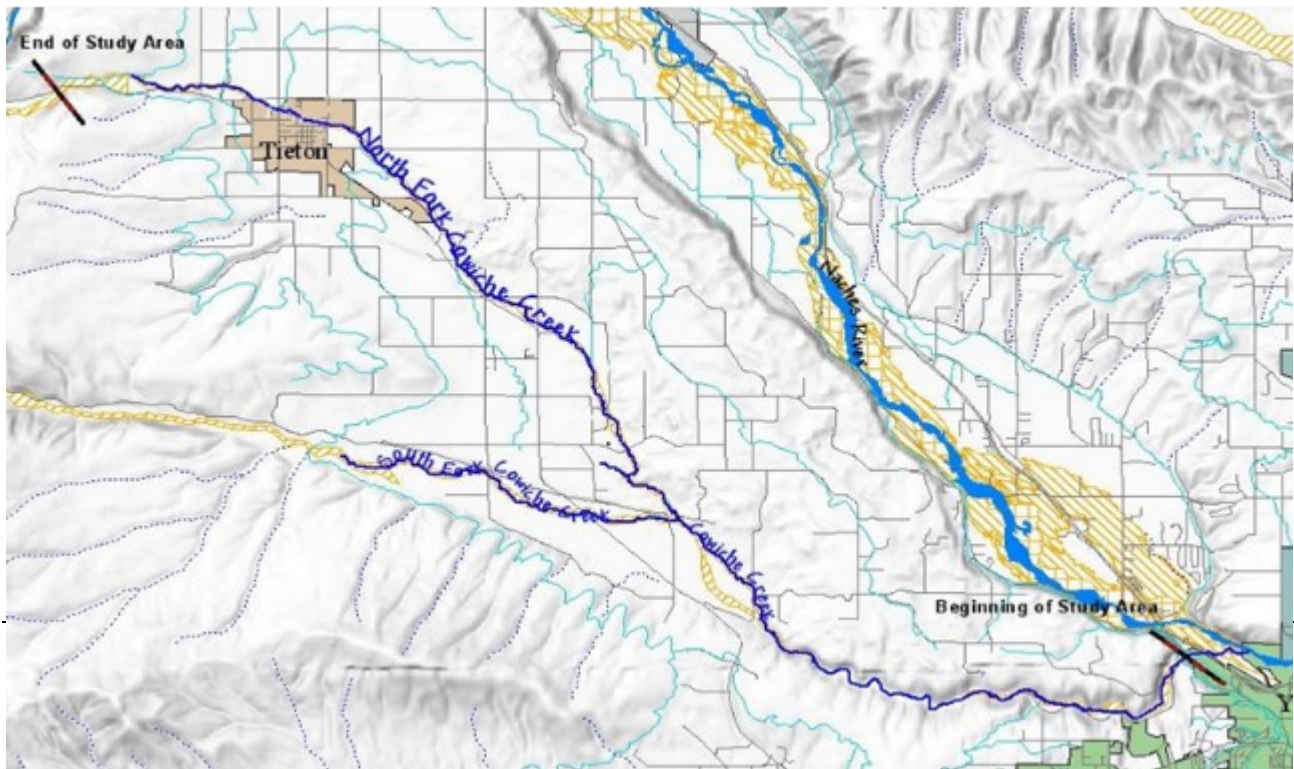 End of Study Area
Tieton
North Fork Cowiche Creek
Naches River
South Fork Cowiche Creek
Cowiche Creek
Beginning of Study Area
Y